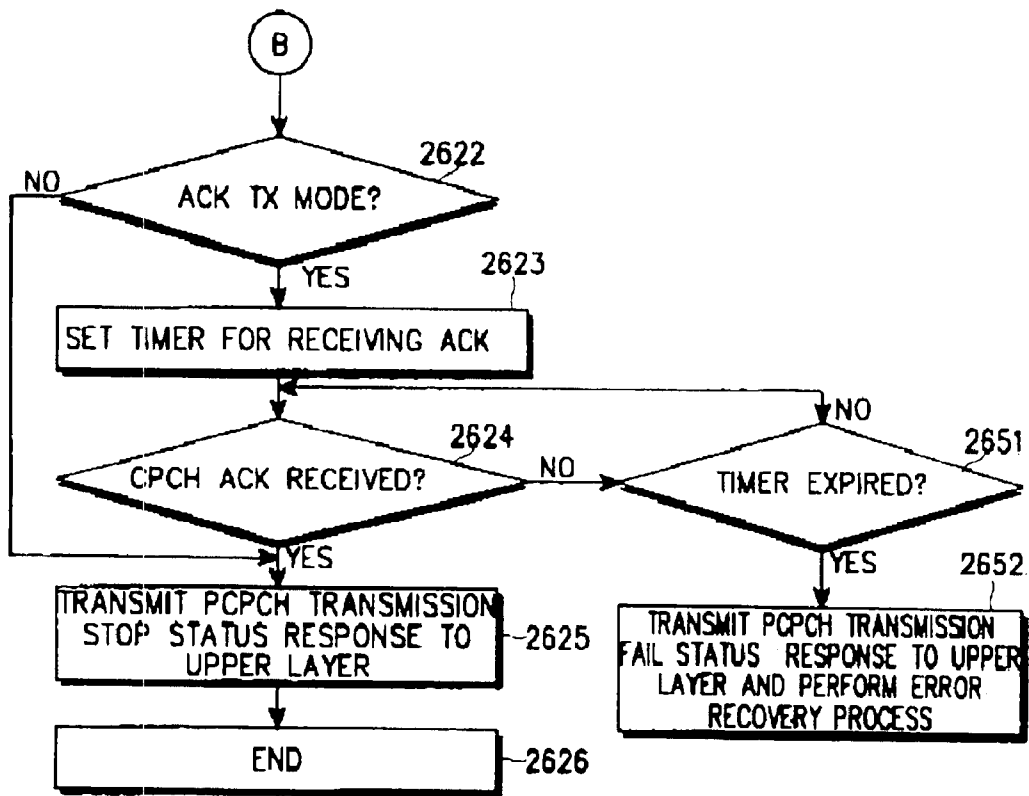 B
2622
NO
ACK TX MODE?
YES
2623
SET TIMER FOR RECEIVING ACK
NO
2624
2651
CPCH ACK RECEIVED?
NO
TIMER EXPIRED?
YES
YES
2652
TRANSMIT PCPCH TRANSMISSION
STOP STATUS RESPONSE TO
UPPER LAYER
2625
TRANSMIT PCPCH TRANSMISSION
FAIL STATUS RESPONSE TO UPPER
LAYER AND PERFORM ERROR
RECOVERY PROCESS
END
2626